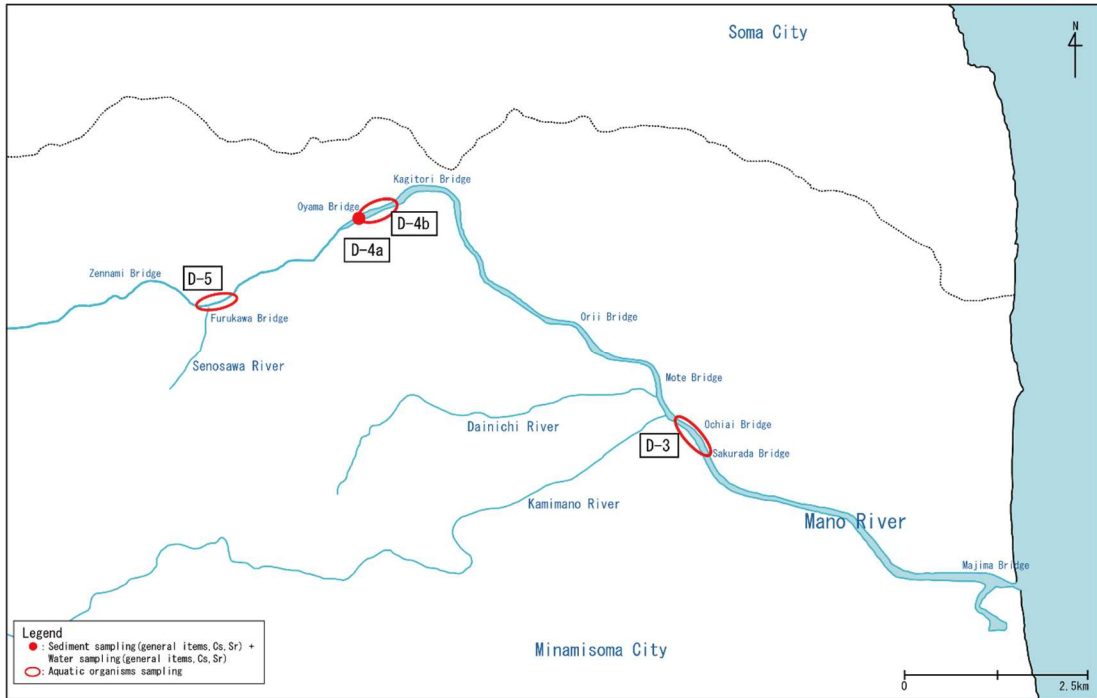 Soma City
N
Kagitori Bridge
Oyama Bridge
D-4b
D-4a
Zennami Bridge
D-5
Furukawa Bridge
Orii Bridge
Senosawa River
Mote Bridge
Dainichi River
Ochiai Bridge
D-3
Sakurada Bridge
Kamimano River
Mano River
Majima Bridge
Legend
: Sediment sampling(general items, Cs, Sr) +
Water sampling(general items, Cs, Sr)
: Aquatic organisms sampling
Minamisoma City
0
2.5km